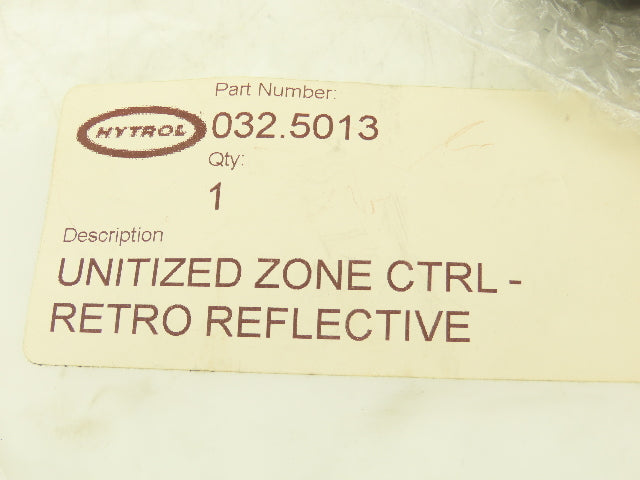 Part Number:
HYTROL 032.5013
Qty:
1
Description
UNITIZED ZONE CTRL -
RETRO REFLECTIVE